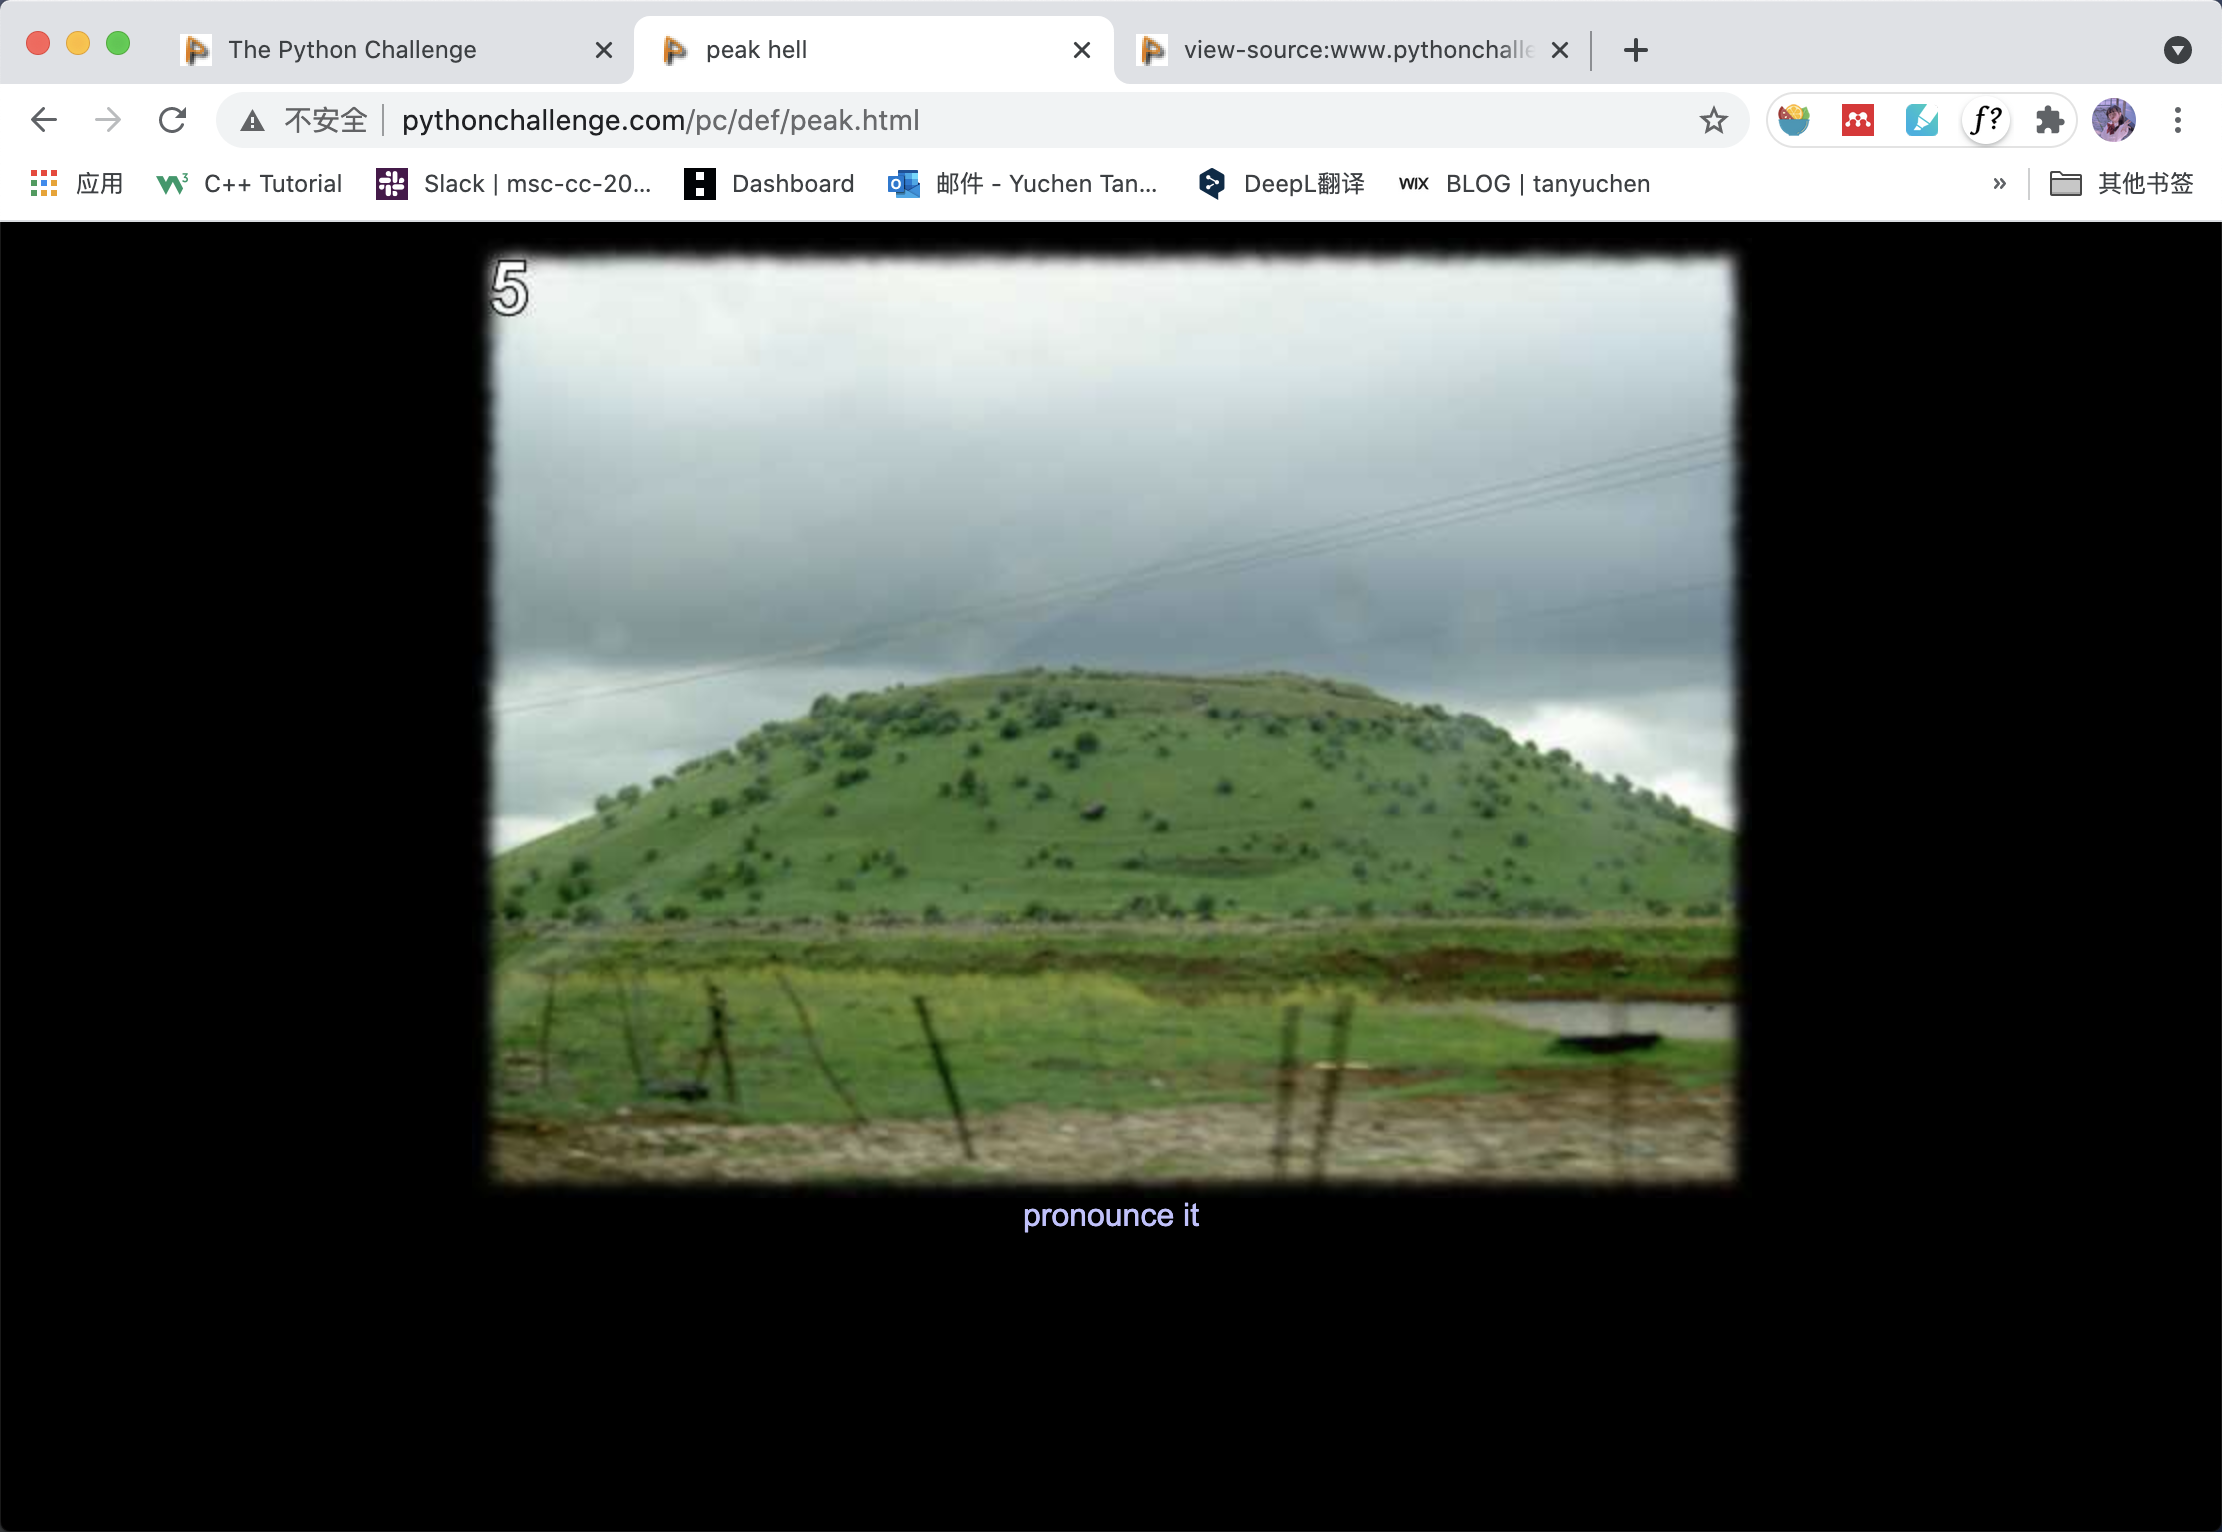 The Python Challenge
peak hell
view-source:www.pythonchalle
不安全
pythonchallenge.com/pc/def/peak.html
f?
应用
C++ Tutorial
Slack | msc-cc-20...
Dashboard
邮件 - Yuchen Tan...
DeepL翻译
WIX
BLOG | tanyuchen
»
其他书签
5
pronounce it